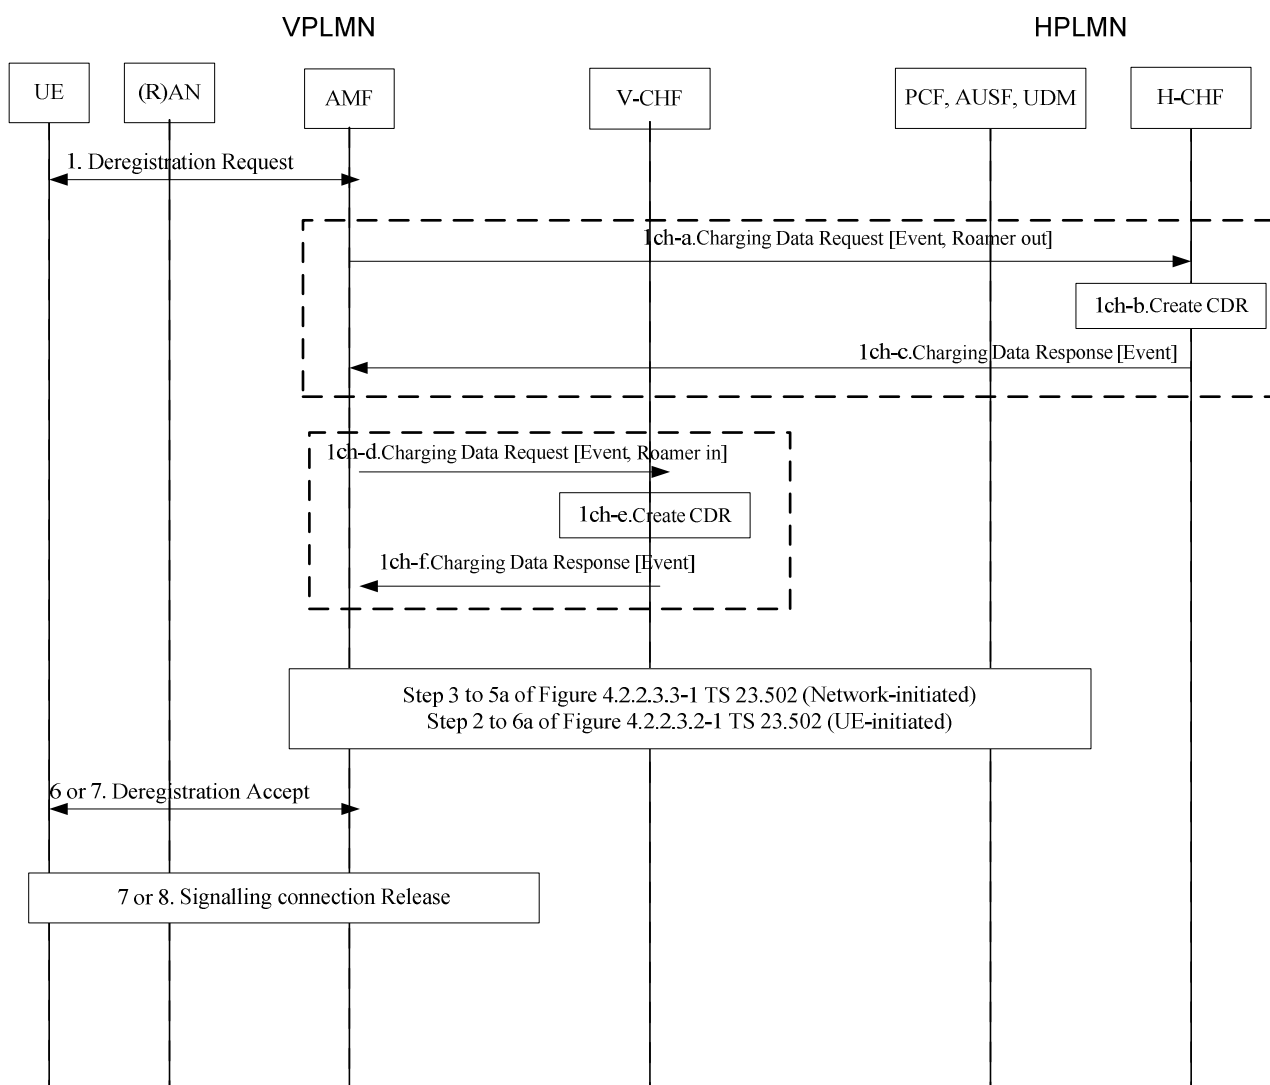 VPLMN
HPLMN
UE
(R)AN
AMF
V-CHF
PCF, AUSF, UDM
H-CHF
1. Deregistration Request
1ch-a.Charging Data Request [Event, Roamer out]
1ch-b.Create CDR
1ch-c.Charging Data Response [Event]
1ch-d.Charging Data Request [Event, Roamer in]
1ch-e.Create CDR
1ch-f.Charging Data Response [Event]
Step 3 to 5a of Figure 4.2.2.3.3-1 TS 23.502 (Network-initiated)
Step 2 to 6a of Figure 4.2.2.3.2-1 TS 23.502 (UE-initiated)
6 or 7. Deregistration Accept
7 or 8. Signalling connection Release